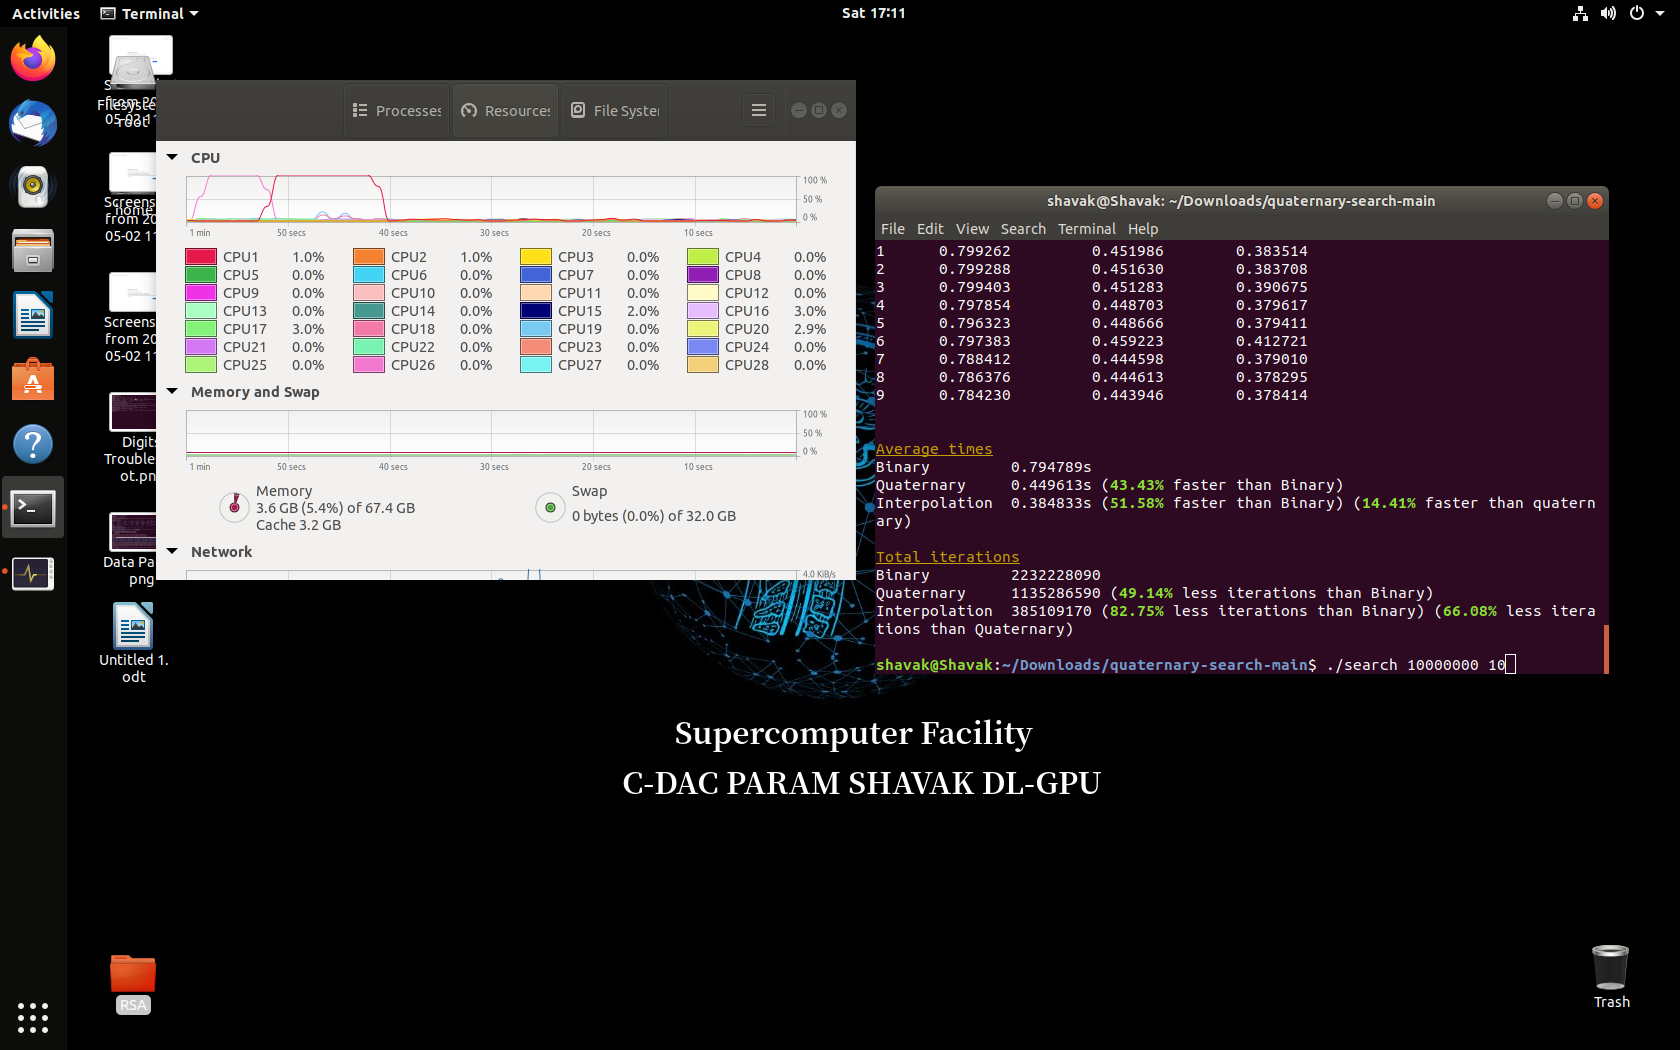 Activities Terminal Sat 17:11
from 20
Filesyste
05-02 1
root
Screens
home
from 20
05-02 11
Screens
from 20
05-02 11
Digits
Trouble
ot.pn
Data Pa
png
Untitled 1.
odt
RSA
Trash
Processes Resources File Syste
CPU
100 %
50 %
0 %
1 min 50 secs 40 secs 30 secs 20 secs 10 secs
CPU1 1.0% CPU2 1.0% CPU3 0.0% CPU4 0.0%
CPU5 0.0% CPU6 0.0% CPU7 0.0% CPU8 0.0%
CPU9 0.0% CPU10 0.0% CPU11 0.0% CPU12 0.0%
CPU13 0.0% CPU14 0.0% CPU15 2.0% CPU16 3.0%
CPU17 3.0% CPU18 0.0% CPU19 0.0% CPU20 2.9%
CPU21 0.0% CPU22 0.0% CPU23 0.0% CPU24 0.0%
CPU25 0.0% CPU26 0.0% CPU27 0.0% CPU28 0.0%
Memory and Swap
100 %
50 %
0 %
1 min 50 secs 40 secs 30 secs 20 secs 10 secs
Memory
3.6 GB (5.4%) of 67.4 GB
Cache 3.2 GB
Swap
0 bytes (0.0%) of 32.0 GB
Network
4.0 KiB/s
shavak@Shavak: ~/Downloads/quaternary-search-main
File Edit View Search Terminal Help
1 0.799262 0.451986 0.383514
2 0.799288 0.451630 0.383708
3 0.799403 0.451283 0.390675
4 0.797854 0.448703 0.379617
5 0.796323 0.448666 0.379411
6 0.797383 0.459223 0.412721
7 0.788412 0.444598 0.379010
8 0.786376 0.444613 0.378295
9 0.784230 0.443946 0.378414
Average times
Binary 0.794789s
Quaternary 0.449613s (43.43% faster than Binary)
Interpolation 0.384833s (51.58% faster than Binary) (14.41% faster than quatern
ary)
Total iterations
Binary 2232228090
Quaternary 1135286590 (49.14% less iterations than Binary)
Interpolation 385109170 (82.75% less iterations than Binary) (66.08% less itera
tions than Quaternary)
shavak@Shavak:~/Downloads/quaternary-search-main$ ./search 10000000 10
Supercomputer Facility
C-DAC PARAM SHAVAK DL-GPU